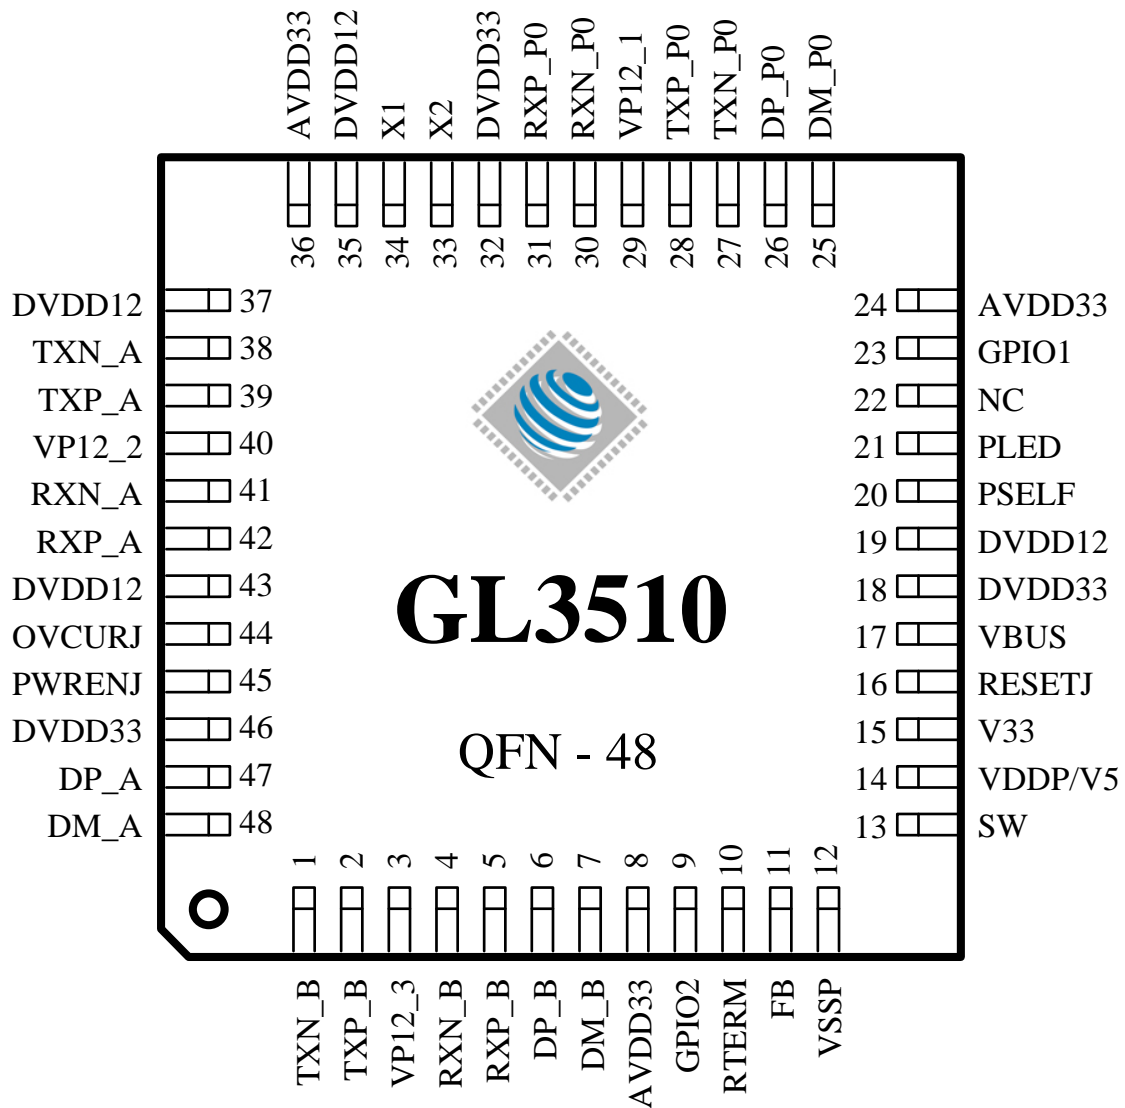 AVDD33
DVDD12
X1
X2
DVDD33
RXP_P0
RXN_P0
VP12_1
TXP_P0
TXN_P0
DP_P0
DM_P0
36
35
34
33
32
31
30
29
28
27
26
25
DVDD12 37
TXN_A 38
TXP_A 39
VP12_2 40
RXN_A 41
RXP_A 42
DVDD12 43
OVCURJ 44
PWRENJ 45
DVDD33 46
DP_A 47
DM_A 48
24 AVDD33
23 GPIO1
22 NC
21 PLED
20 PSELF
19 DVDD12
18 DVDD33
17 VBUS
16 RESETJ
15 V33
14 VDDP/V5
13 SW
GL3510
QFN - 48
1
2
3
4
5
6
7
8
9
10
11
12
TXN_B
TXP_B
VP12_3
RXN_B
RXP_B
DP_B
DM_B
AVDD33
GPIO2
RTERM
FB
VSSP